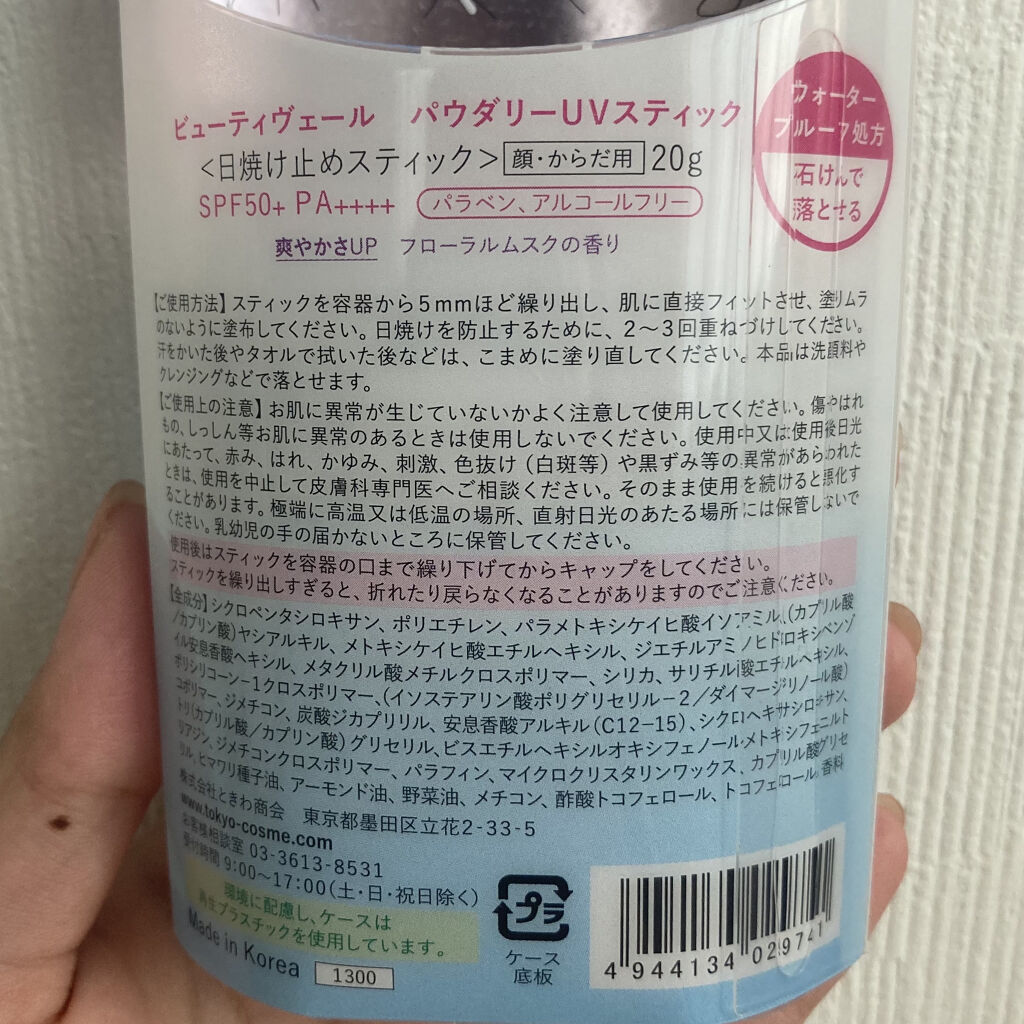 ビューティヴェール パウダリーUVスティック
<日焼け止めスティック> 顔・からだ用 20g
SPF50+ PA++++ パラベン、アルコールフリー
爽やかさUP フローラルムスクの香り
ウォーター
プルーフ処方
石けんで
落とせる
【ご使用方法】スティックを容器から5mmほど繰り出し、肌に直接フィットさせ、塗りムラ
のないように塗布してください。日焼けを防止するために、2〜3回重ねづけしてください。
汗をかいた後やタオルで拭いた後などは、こまめに塗り直してください。本品は洗顔料や
クレンジングなどで落とせます。
【ご使用上の注意】お肌に異常が生じていないかよく注意して使用してください。傷やはれ
もの、しっしん等お肌に異常のあるときは使用しないでください。使用中又は使用後日光
にあたって、赤み、はれ、かゆみ、刺激、色抜け(白斑等)や黒ずみ等の異常があらわれた
ときは、使用を中止して皮膚科専門医へご相談ください。そのまま使用を続けると悪化す
ることがあります。極端に高温又は低温の場所、直射日光のあたる場所には保管しないで
ください。乳幼児の手の届かないところに保管してください。
使用後はスティックを容器の口まで繰り下げてからキャップをしてください。
スティックを繰り出しすぎると、折れたり戻らなくなることがありますのでご注意ください。
【全成分】シクロペンタシロキサン、ポリエチレン、パラメトキシケイヒ酸イソアミル、(カプリル酸
/カプリン酸)ヤシアルキル、メトキシケイヒ酸エチルヘキシル、ジエチルアミノヒドロキシベンゾ
イル安息香酸ヘキシル、メタクリル酸メチルクロスポリマー、シリカ、サリチル酸エチルヘキシル、
ポリシリコーン-1クロスポリマー、(イソステアリン酸ポリグリセリル-2/ダイマージリノール酸)
コポリマー、ジメチコン、炭酸ジカプリリル、安息香酸アルキル(C12-15)、シクロヘキサシロキサン、
トリ(カプリル酸/カプリン酸)グリセリル、ビスエチルヘキシルオキシフェノールメトキシフェニルト
リアジン、ジメチコンクロスポリマー、パラフィン、マイクロクリスタリンワックス、カプリル酸グリセ
リル、ヒマワリ種子油、アーモンド油、野菜油、メチコン、酢酸トコフェロール、トコフェロール、香料
株式会社ときわ商会 東京都墨田区立花2-33-5
www.tokyo-cosme.com
お客様相談室 03-3613-8531
受付時間 9:00〜17:00(土・日・祝日除く)
環境に配慮し、ケースは
再生プラスチックを使用しています。
Made in Korea 1300
プラ
ケース
底板
4 944134 029741